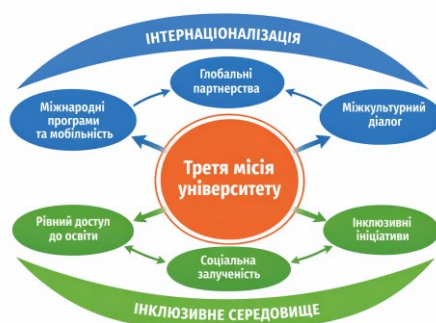 ІНТЕРНАЦІОНАЛІЗАЦІЯ
Глобальні
партнерства
Міжнародні
програми
та мобільність
Міжкультурний
діалог
Третя місія
університету
Рівний доступ
до освіти
Інклюзивні
ініціативи
Соціальна
залученість
ІНКЛЮЗИВНЕ СЕРЕДОВИЩЕ